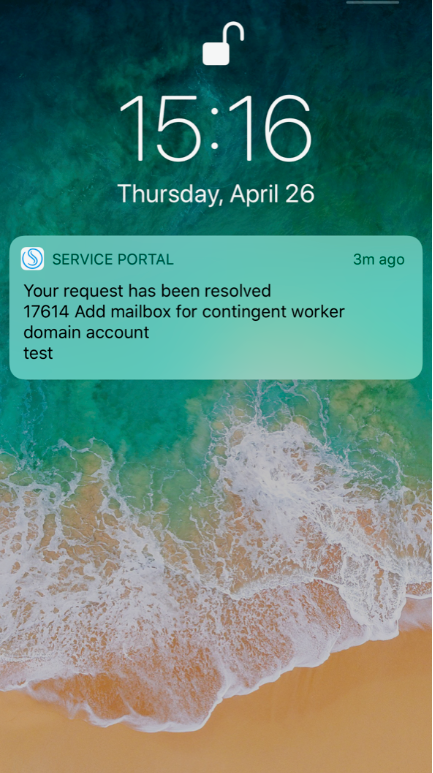 15:16
Thursday, April 26
SERVICE PORTAL 3m ago
Your request has been resolved
17614 Add mailbox for contingent worker
domain account
test